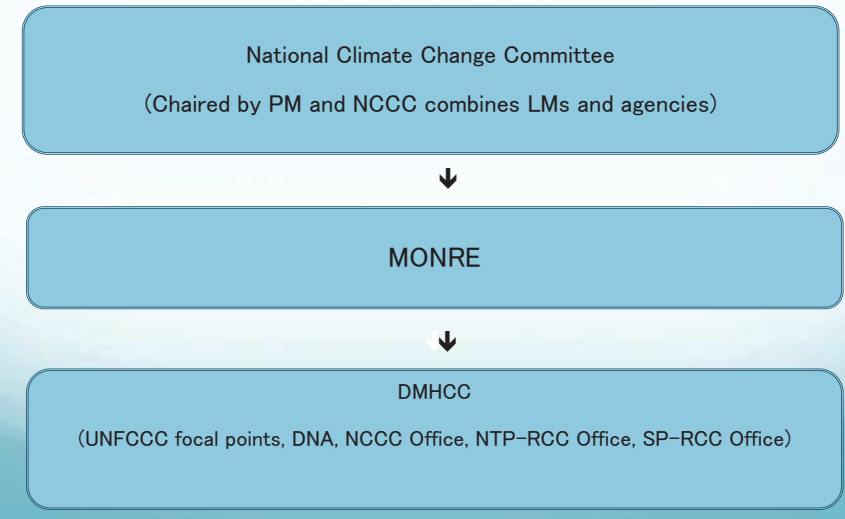 National Climate Change Committee
(Chaired by PM and NCCC combines LMs and agencies)
MONRE
DMHCC
(UNFCCC focal points, DNA, NCCC Office, NTP-RCC Office, SP-RCC Office)